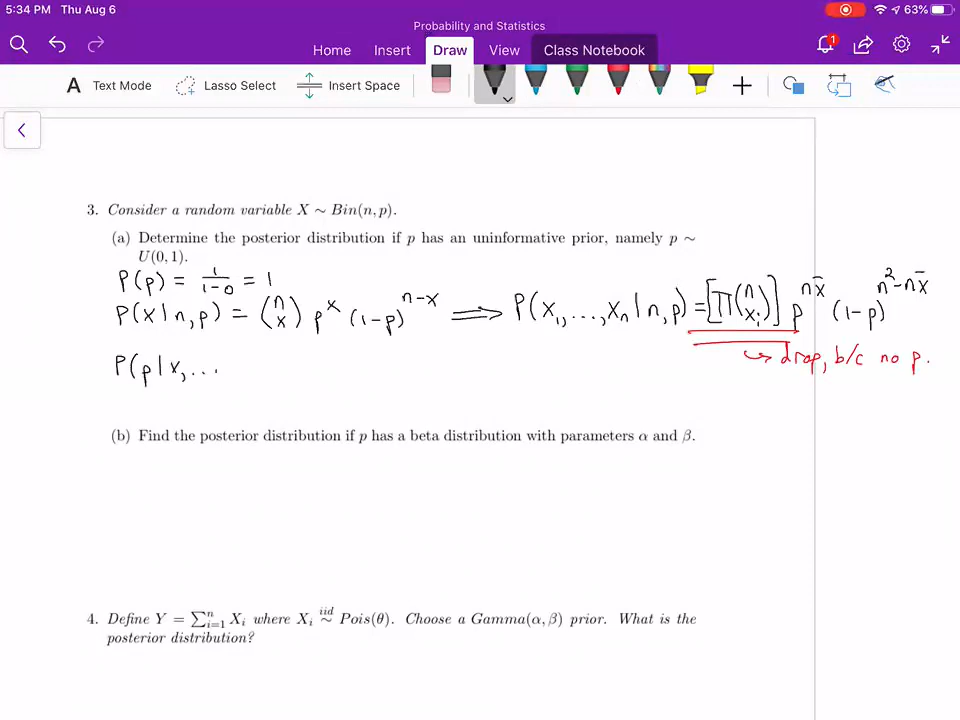 5:34 PM Thu Aug 6 63%
Probability and Statistics
Home Insert Draw View Class Notebook 1
A Text Mode Lasso Select Insert Space
3. Consider a random variable X ∼ Bin(n, p).
(a) Determine the posterior distribution if p has an uninformative prior, namely p ∼
U(0, 1).
P(p) = 1/(1-0) = 1
P(x|n,p) = (n x) p^x (1-p)^(n-x) ⟹ P(x₁,...,xₙ|n,p) = [∏(n xᵢ)] p^(nx̄) (1-p)^(n²-nx̄)
↳ drop, b/c no p.
P(p|x,...
(b) Find the posterior distribution if p has a beta distribution with parameters α and β.
4. Define Y = ∑ⁿᵢ₌₁ Xᵢ where Xᵢ iid ∼ Pois(θ). Choose a Gamma(α, β) prior. What is the
posterior distribution?